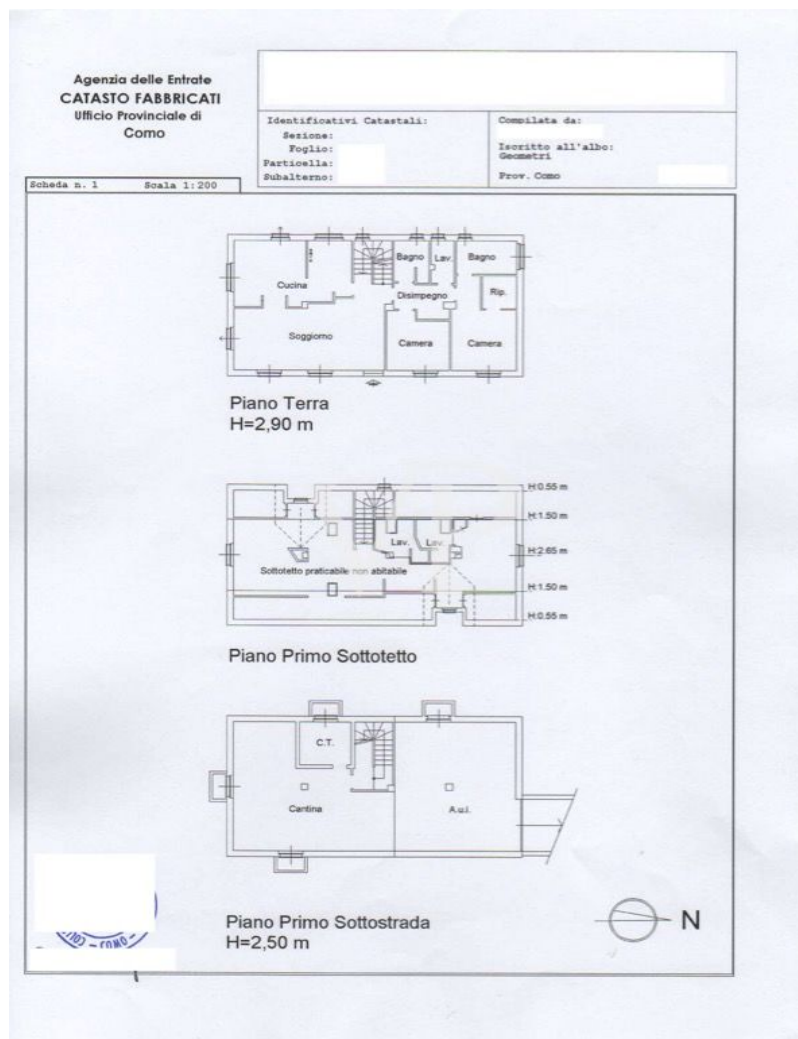 Agenzia delle Entrate
CATASTO FABBRICATI
Ufficio Provinciale di
Como
Identificativi Catastali:
Sezione:
Foglio:
Particella:
Subalterno:
Compilata da:
Iscritto all'albo:
Geometri
Prov. Como
Scheda n. 1 Scala 1:200
Bagno Lav. Bagno
Cucina Disimpegno Rip.
Soggiorno Camera Camera
Piano Terra
H=2,90 m
H:0.55 m
H:1.50 m
Lav. Lav.
H:2.65 m
Sottotetto praticabile non abitabile
H:1.50 m
H:0.55 m
Piano Primo Sottotetto
C.T.
Cantina A.u.i.
Piano Primo Sottostrada
H=2,50 m
N
COMO